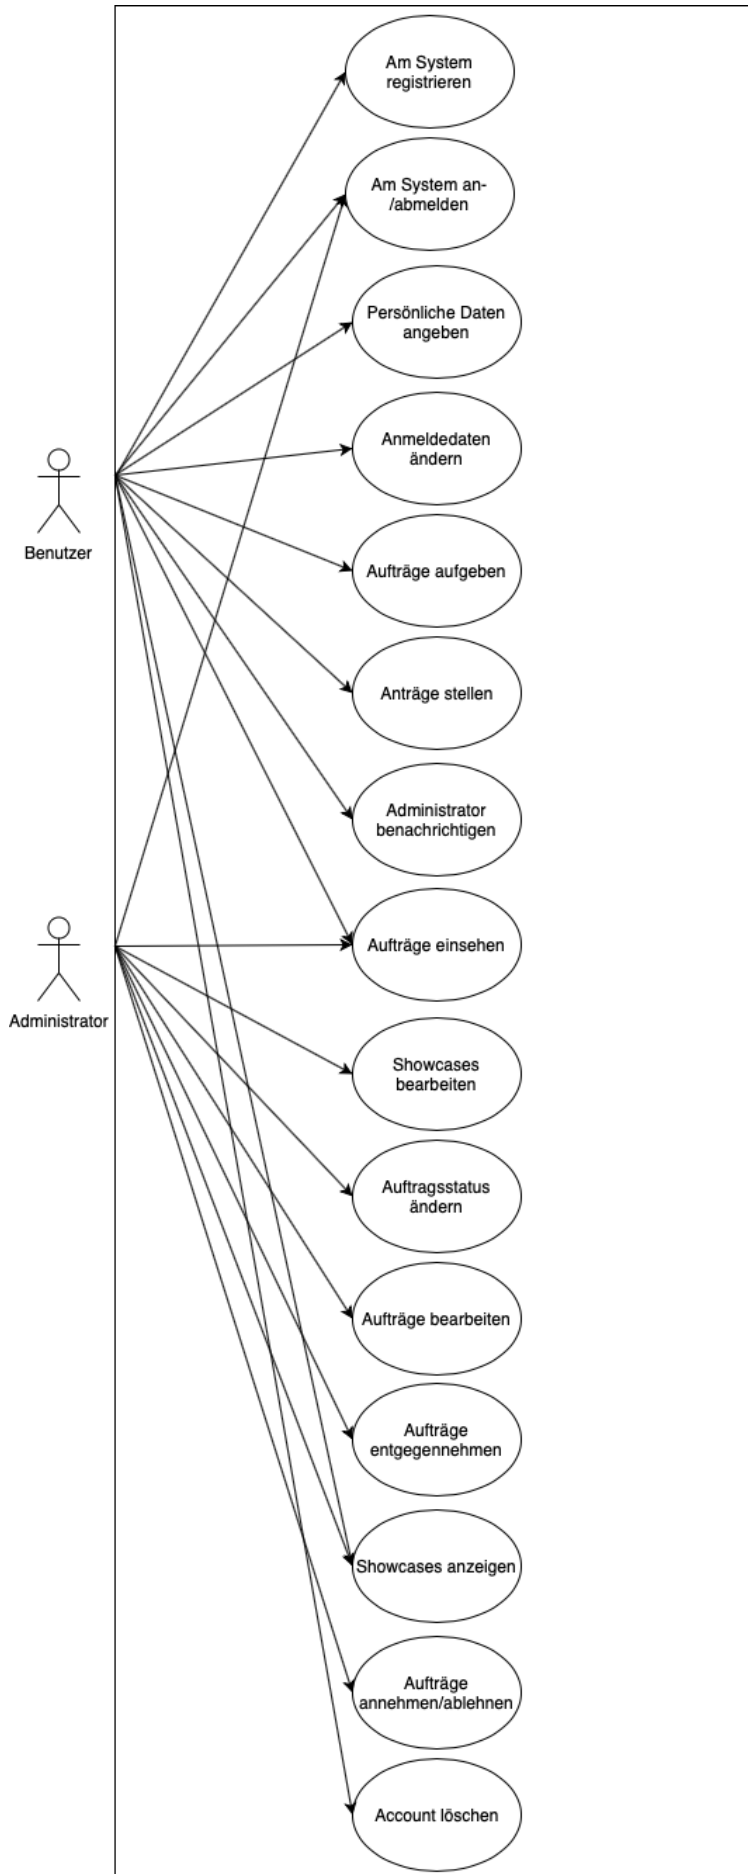 Am System
registrieren
Am System an-
/abmelden
Persönliche Daten
angeben
Anmeldedaten
ändern
Benutzer
Aufträge aufgeben
Anträge stellen
Administrator
benachrichtigen
Aufträge einsehen
Administrator
Showcases
bearbeiten
Auftragsstatus
ändern
Aufträge bearbeiten
Aufträge
entgegennehmen
Showcases anzeigen
Aufträge
annehmen/ablehnen
Account löschen